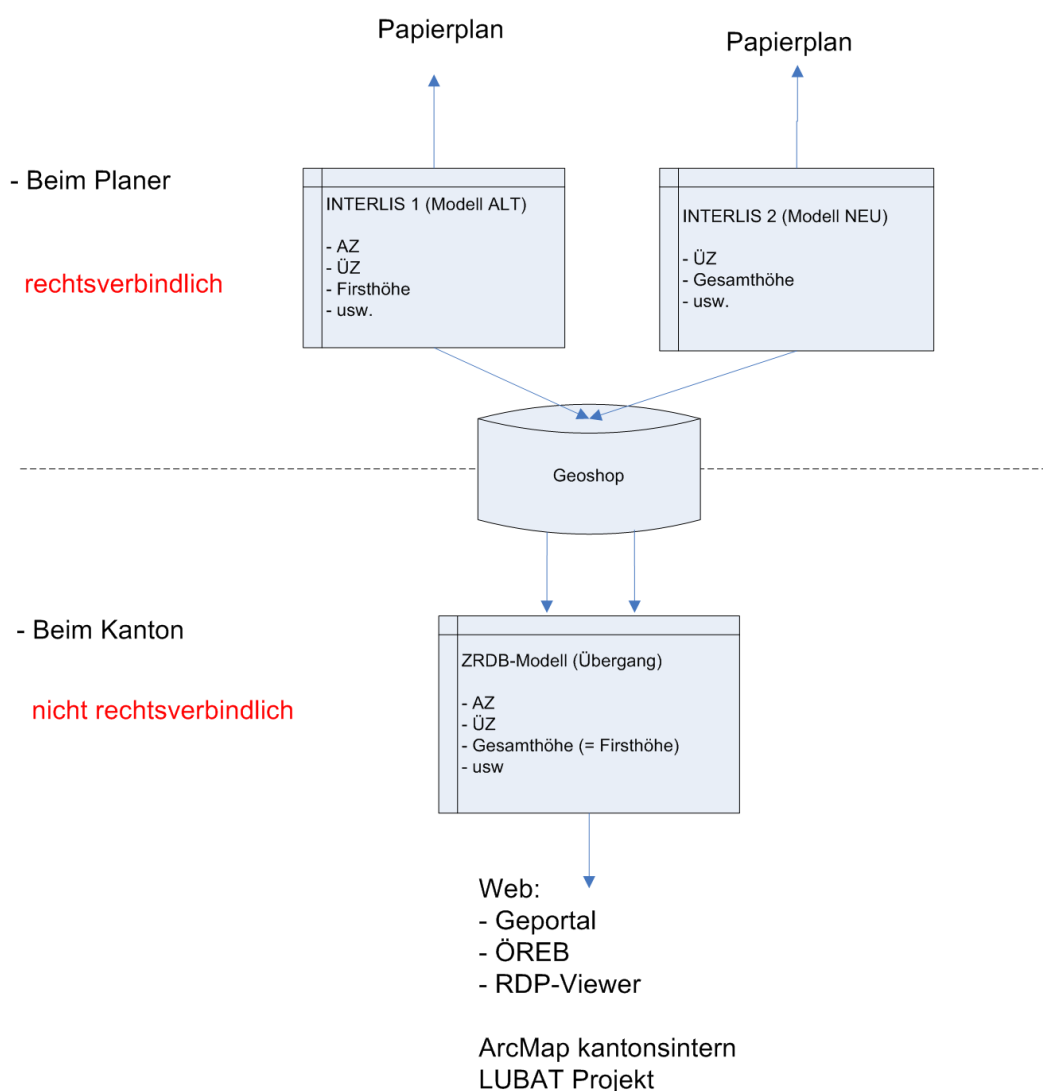 Papierplan
Papierplan
- Beim Planer
rechtsverbindlich
INTERLIS 1 (Modell ALT)
- AZ
- ÜZ
- Firsthöhe
- usw.
INTERLIS 2 (Modell NEU)
- ÜZ
- Gesamthöhe
- usw.
Geoshop
- Beim Kanton
nicht rechtsverbindlich
ZRDB-Modell (Übergang)
- AZ
- ÜZ
- Gesamthöhe (= Firsthöhe)
- usw
Web:
- Geportal
- ÖREB
- RDP-Viewer
ArcMap kantonsintern
LUBAT Projekt